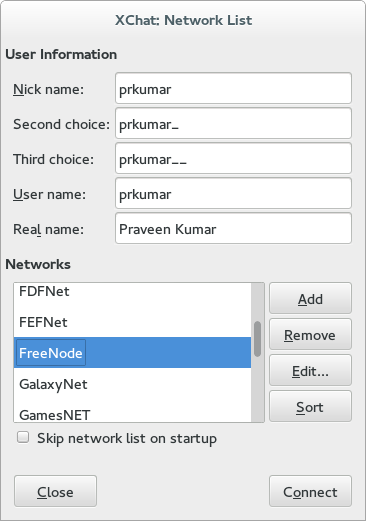 XChat: Network List
User Information
Nick name: prkumar
Second choice: prkumar_
Third choice: prkumar__
User name: prkumar
Real name: Praveen Kumar
Networks
FDFNet
Add
FEFNet
Remove
FreeNode
Edit...
GalaxyNet
Sort
GamesNET
Skip network list on startup
Close Connect